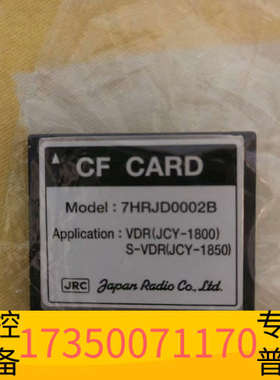 CF CARD
Model : 7HRJD0002B
Application : VDR(JCY-1800)
S-VDR(JCY-1850)
JRC Japan Radio Co., Ltd.
控 17350071170 专
备 普